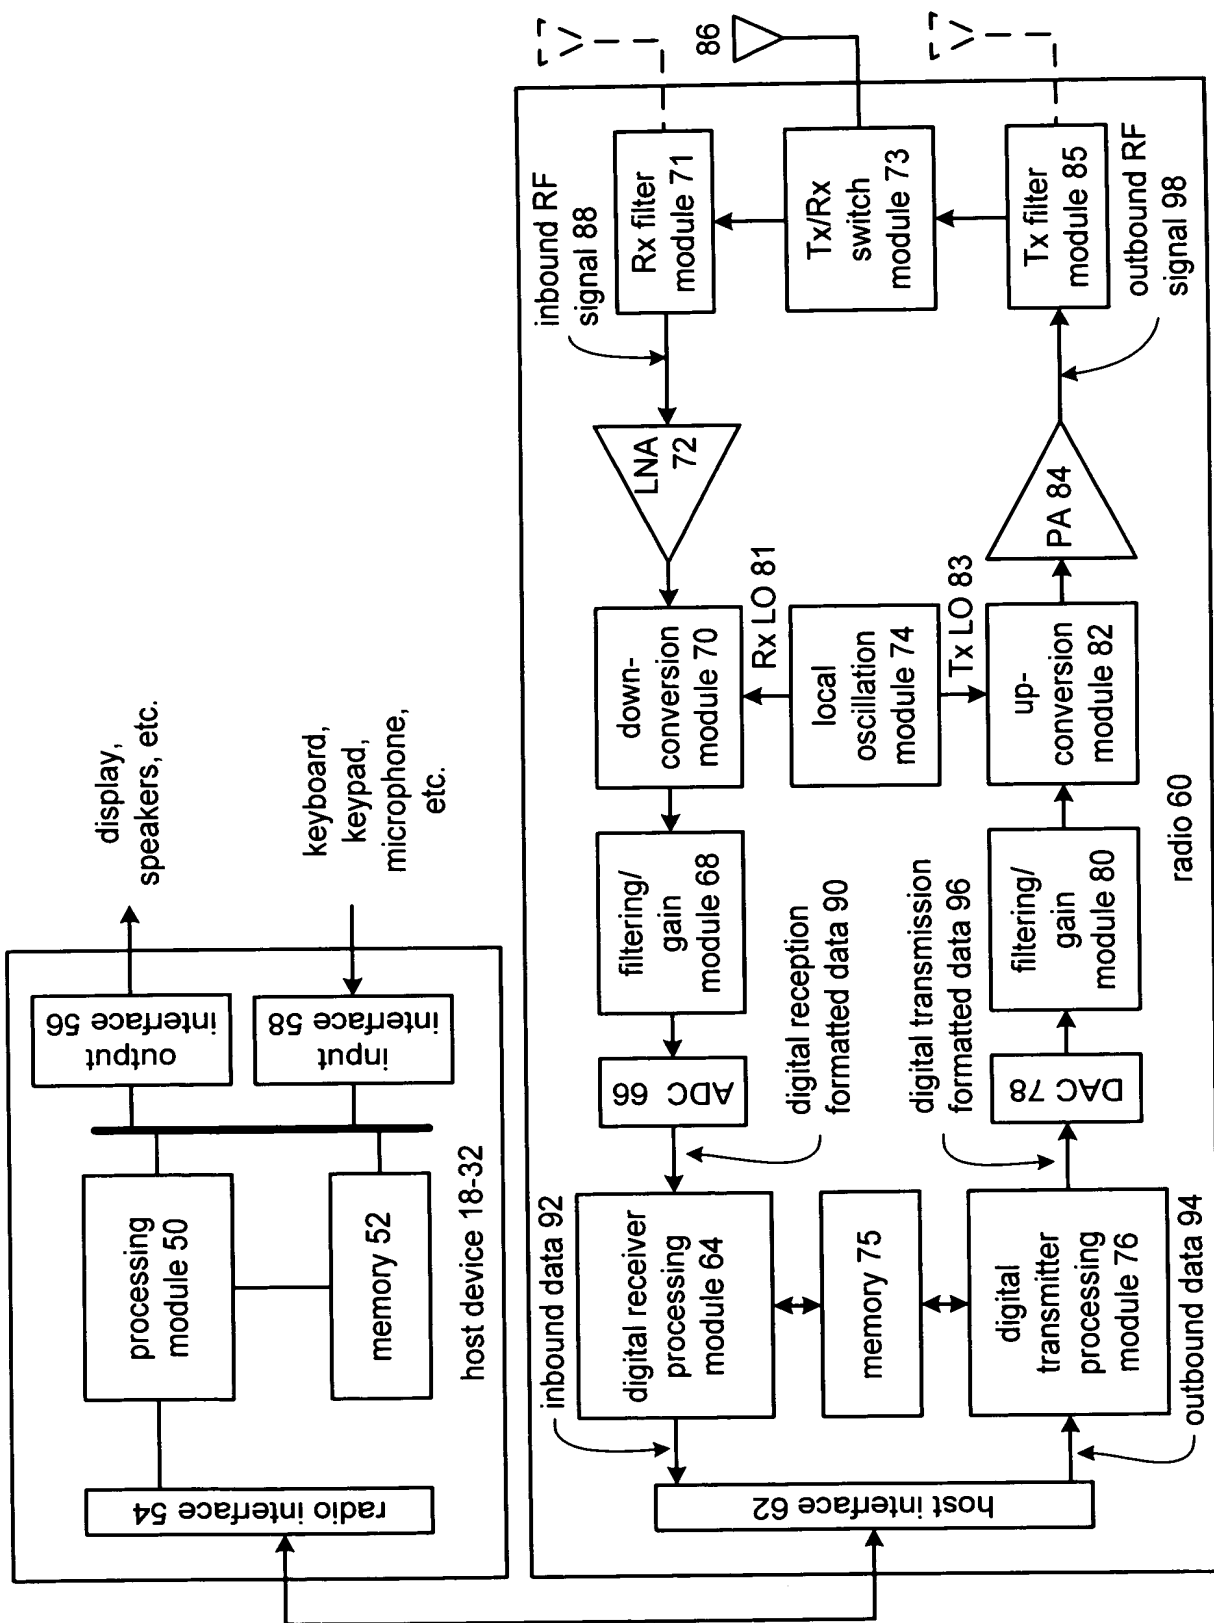 radio interface 54
processing
module 50
memory 52
output
interface 56
input
interface 58
display,
speakers, etc.
keyboard,
keypad,
microphone,
etc.
host device 18-32
host interface 62
inbound data 92
digital receiver
processing
module 64
memory 75
digital
transmitter
processing
module 76
outbound data 94
digital reception
formatted data 90
digital transmission
formatted data 96
ADC 66
DAC 78
filtering/
gain
module 68
filtering/
gain
module 80
down-
conversion
module 70
Rx LO 81
local
oscillation
module 74
Tx LO 83
up-
conversion
module 82
LNA
72
PA 84
inbound RF
signal 88
Rx filter
module 71
Tx/Rx
switch
module 73
Tx filter
module 85
outbound RF
signal 98
86
radio 60